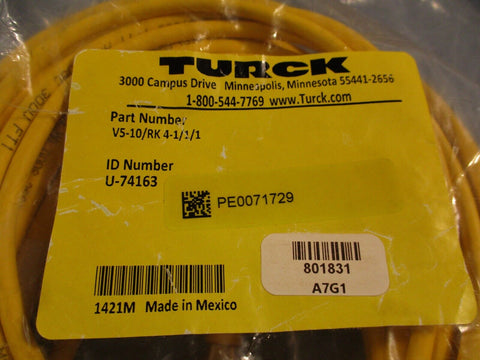 TURCK
3000 Campus Drive Minneapolis, Minnesota 55441-2656
1-800-544-7769 www.Turck.com
Part Number
V5-10/RK 4-1/1/1
ID Number
U-74163
PE0071729
801831
A7G1
1421M Made in Mexico
300V